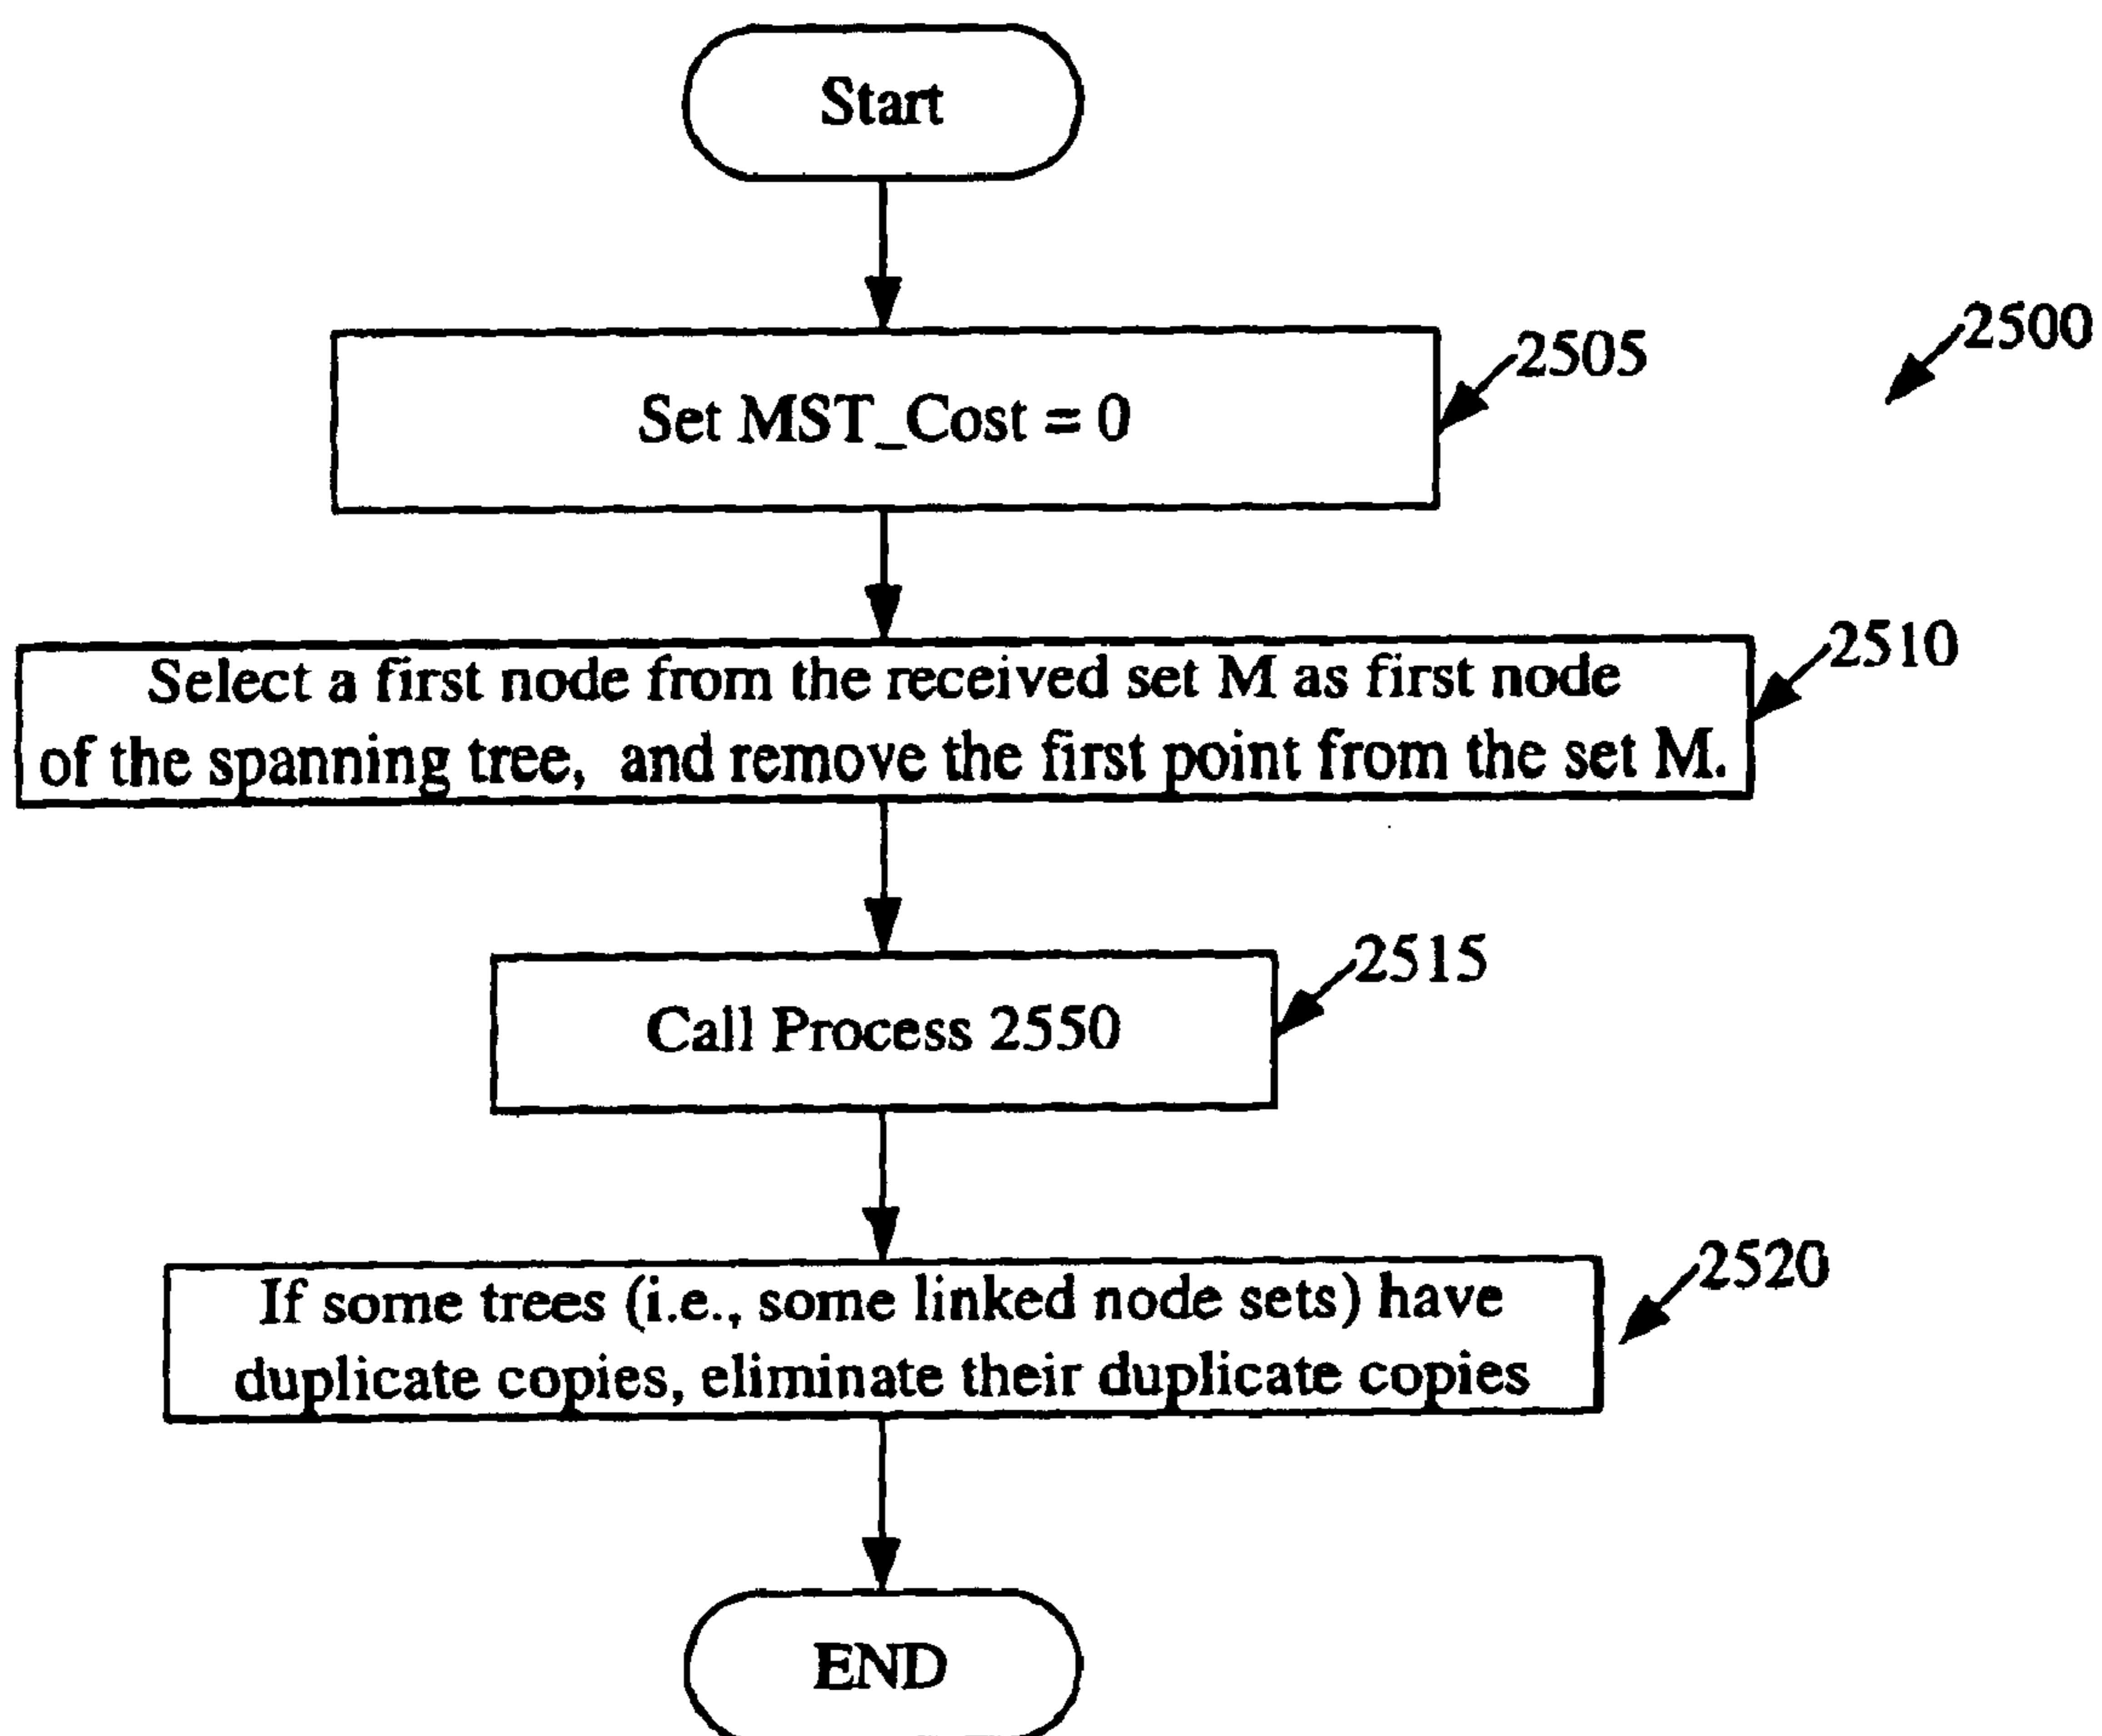 Start
Set MST_Cost = 0
2505
2500
Select a first node from the received set M as first node
of the spanning tree, and remove the first point from the set M.
2510
Call Process 2550
2515
If some trees (i.e., some linked node sets) have
duplicate copies, eliminate their duplicate copies
2520
END